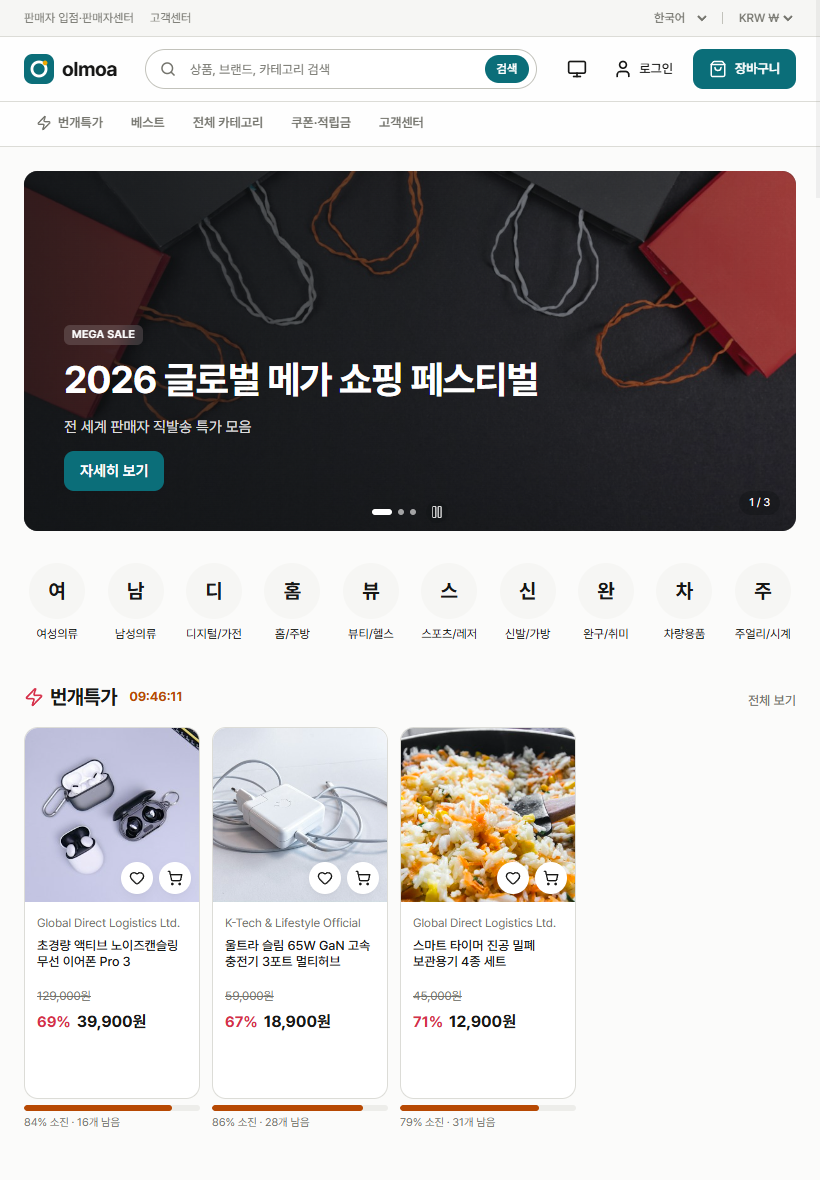 판매자 입점·판매자센터 고객센터 한국어 KRW ₩
olmoa 상품, 브랜드, 카테고리 검색 검색 로그인 장바구니
번개특가 베스트 전체 카테고리 쿠폰·적립금 고객센터
MEGA SALE
2026 글로벌 메가 쇼핑 페스티벌
전 세계 판매자 직발송 특가 모음
자세히 보기
1 / 3
여 남 디 홈 뷰 스 신 완 차 주
여성의류 남성의류 디지털/가전 홈/주방 뷰티/헬스 스포츠/레저 신발/가방 완구/취미 차량용품 주얼리/시계
번개특가 09:46:11 전체 보기
Global Direct Logistics Ltd.
초경량 액티브 노이즈캔슬링
무선 이어폰 Pro 3
129,000원
69% 39,900원
84% 소진 · 16개 남음
K-Tech & Lifestyle Official
울트라 슬림 65W GaN 고속
충전기 3포트 멀티허브
59,000원
67% 18,900원
86% 소진 · 28개 남음
Global Direct Logistics Ltd.
스마트 타이머 진공 밀폐
보관용기 4종 세트
45,000원
71% 12,900원
79% 소진 · 31개 남음